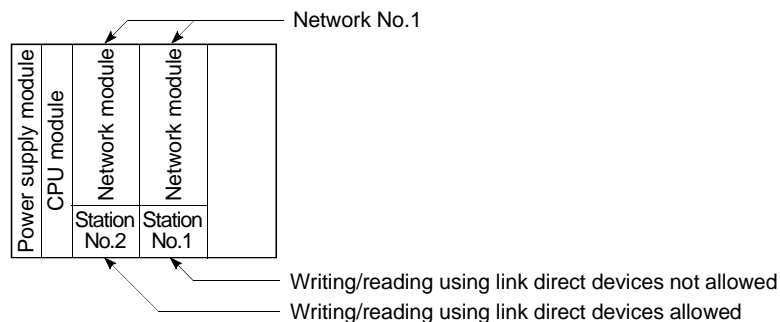 Network No.1
Power supply module
CPU module
Network module
Network module
Station
No.2
Station
No.1
Writing/reading using link direct devices not allowed
Writing/reading using link direct devices allowed